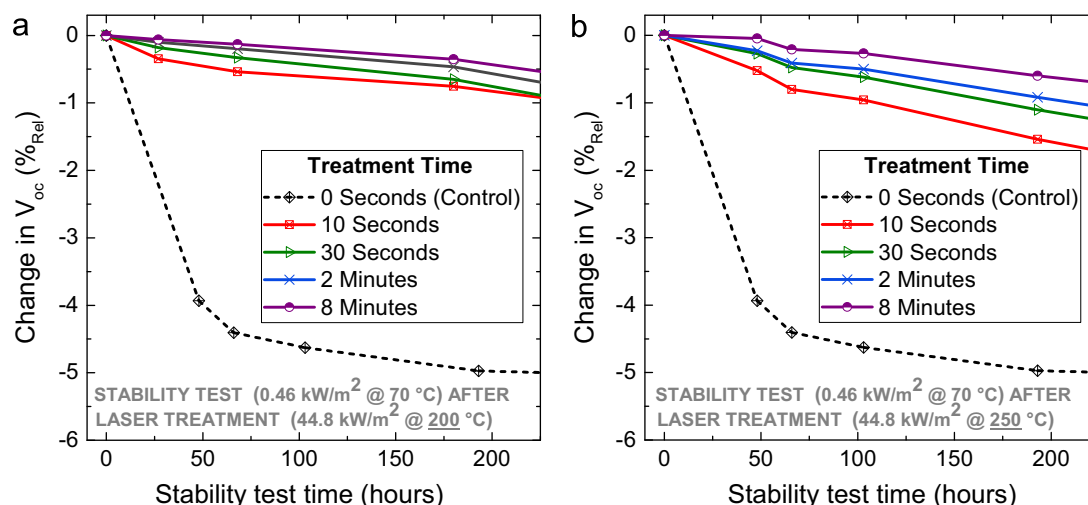 a
0
-1
-2
-3
-4
-5
-6
Change in Voc (%Rel)
Treatment Time
0 Seconds (Control)
10 Seconds
30 Seconds
2 Minutes
8 Minutes
STABILITY TEST (0.46 kW/m² @ 70 °C) AFTER
LASER TREATMENT (44.8 kW/m² @ 200 °C)
0 50 100 150 200
Stability test time (hours)
b
0
-1
-2
-3
-4
-5
-6
Change in Voc (%Rel)
Treatment Time
0 Seconds (Control)
10 Seconds
30 Seconds
2 Minutes
8 Minutes
STABILITY TEST (0.46 kW/m² @ 70 °C) AFTER
LASER TREATMENT (44.8 kW/m² @ 250 °C)
0 50 100 150 200
Stability test time (hours)